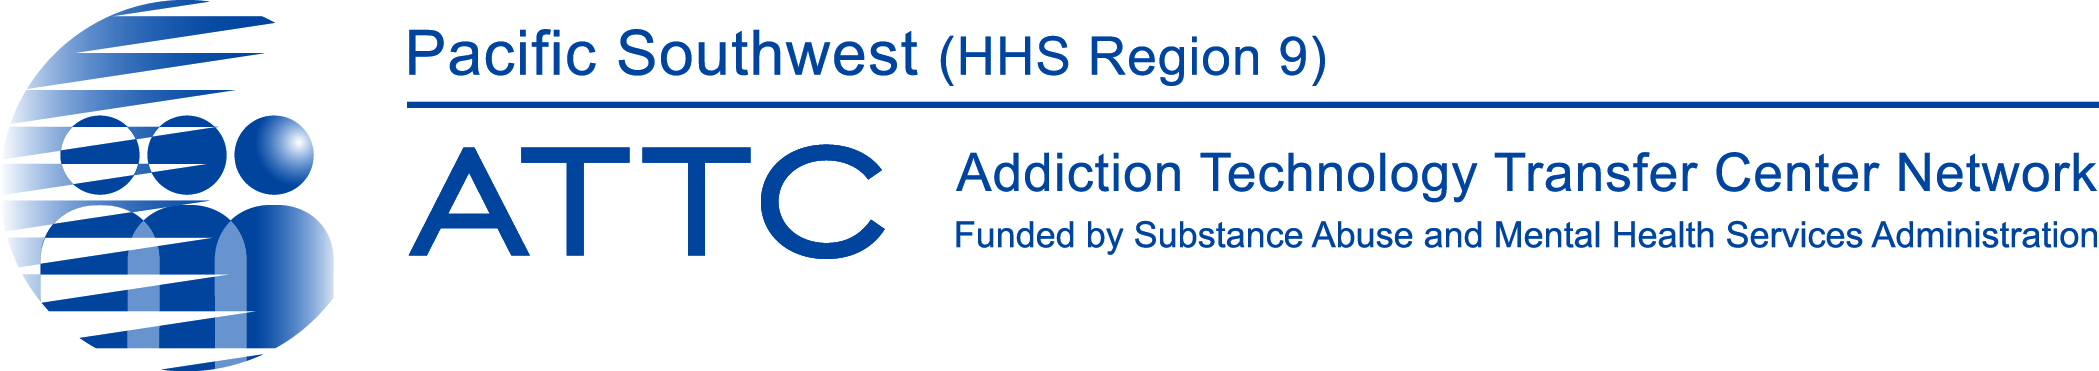 Pacific Southwest (HHS Region 9)
ATTC
Addiction Technology Transfer Center Network
Funded by Substance Abuse and Mental Health Services Administration